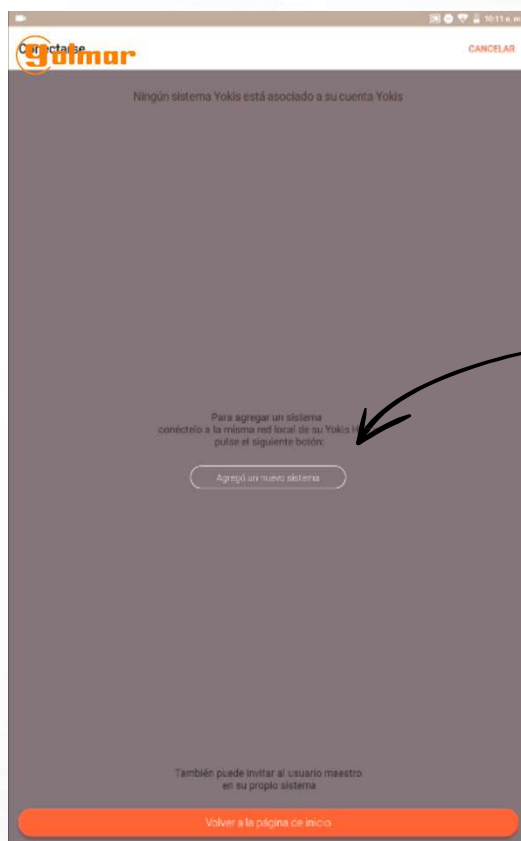 10:11 a. m.
Conectarse
golmar
CANCELAR
Ningún sistema Yokis está asociado a su cuenta Yokis
Para agregar un sistema
conéctelo a la misma red local de su Yokis H
pulse el siguiente botón:
Agregó un nuevo sistema
También puede invitar al usuario maestro
en su propio sistema
Volver a la página de inicio